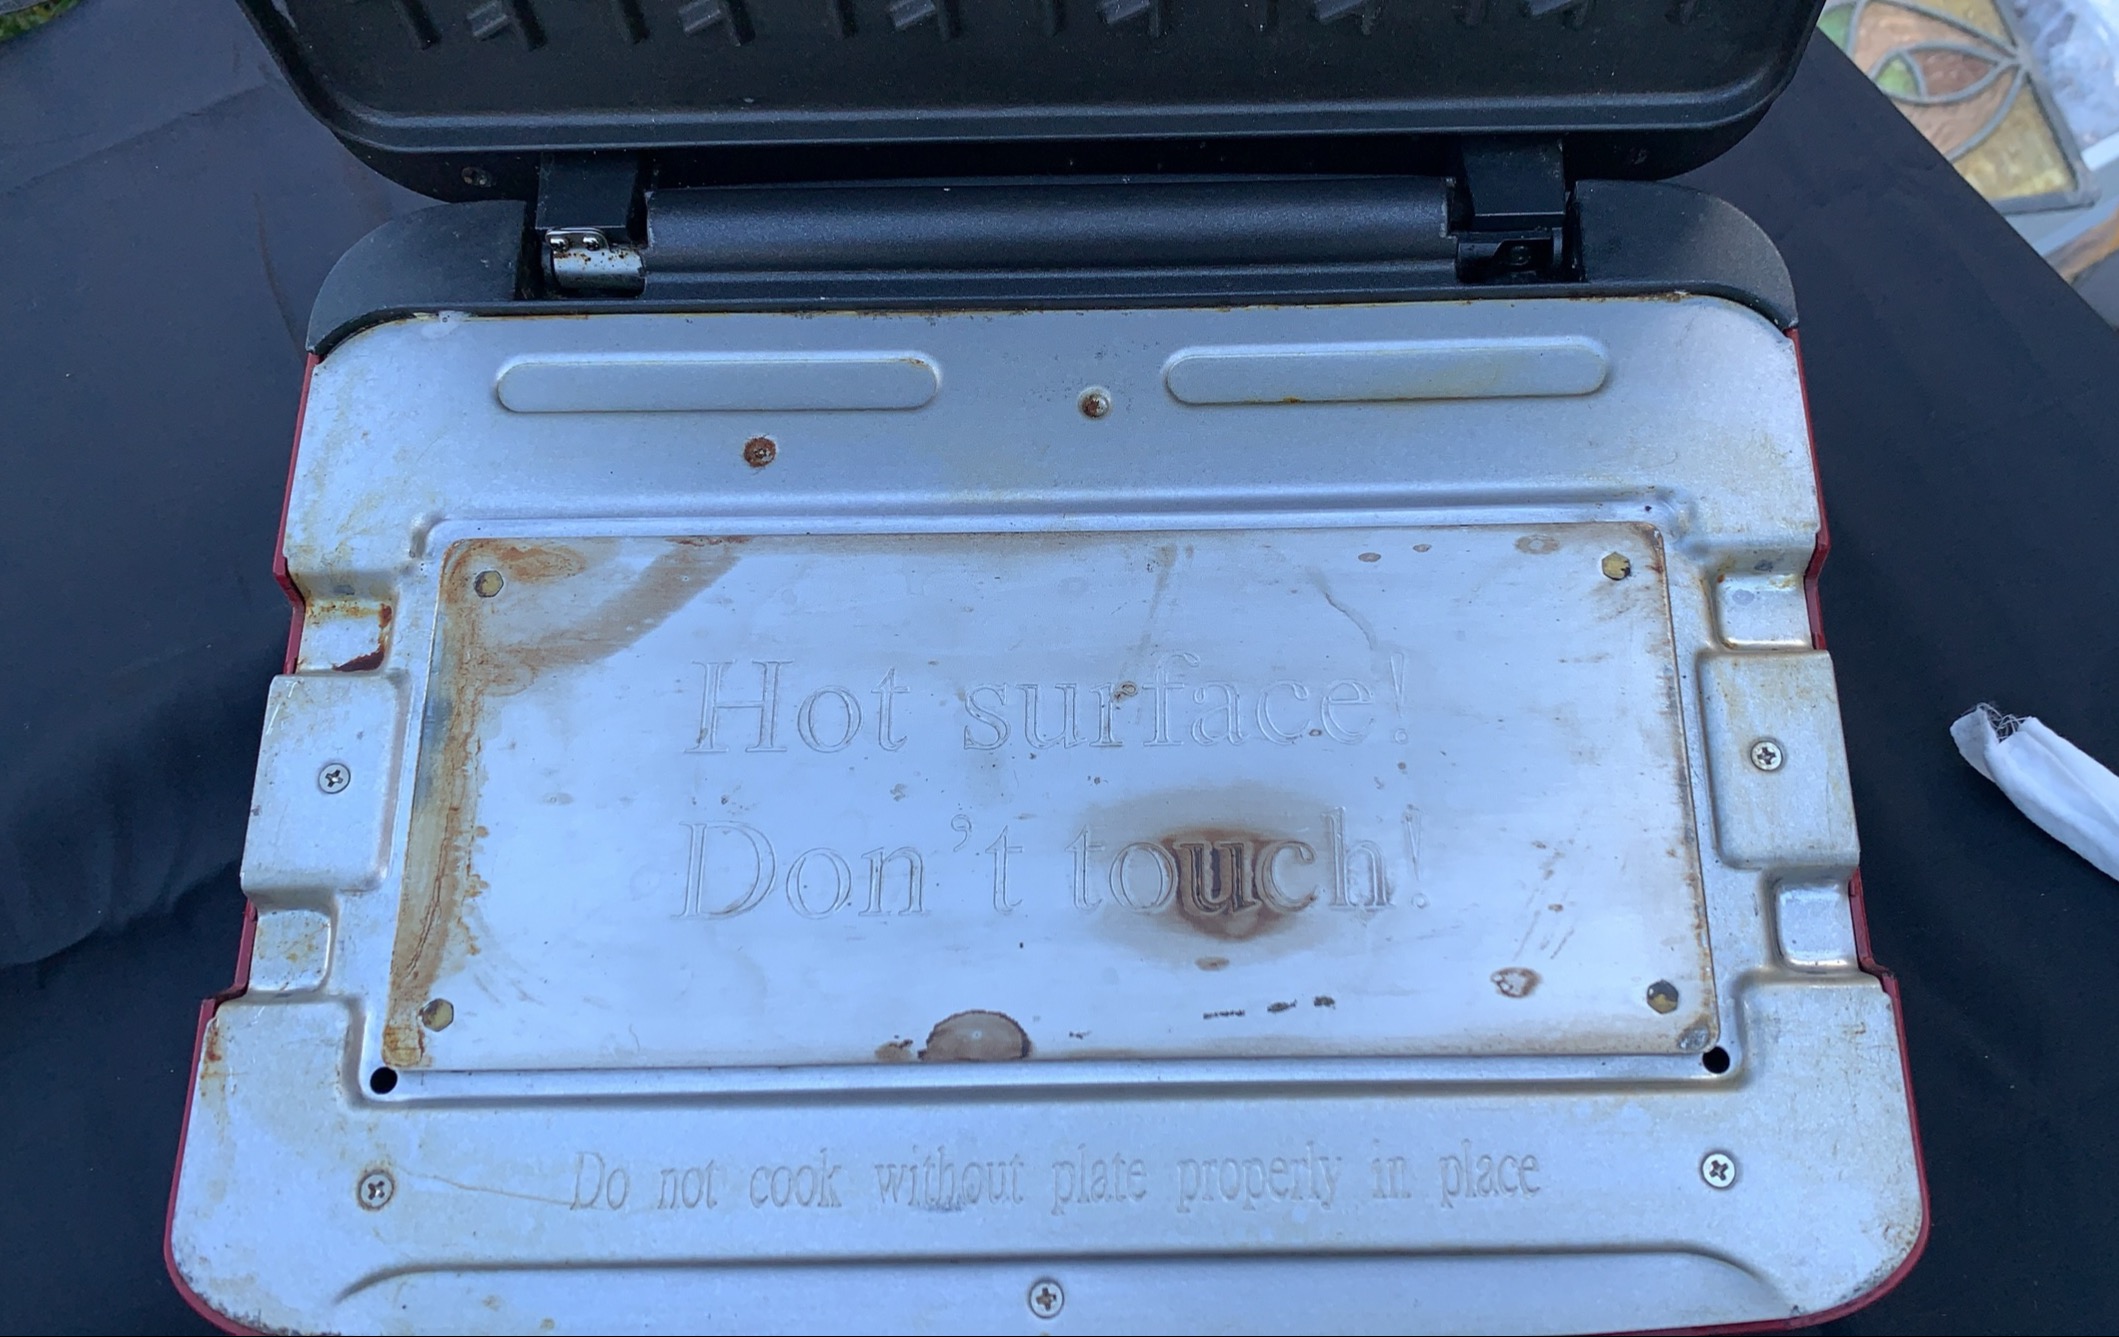 Hot surface!
Don't touch!
Do not cook without plate properly in place